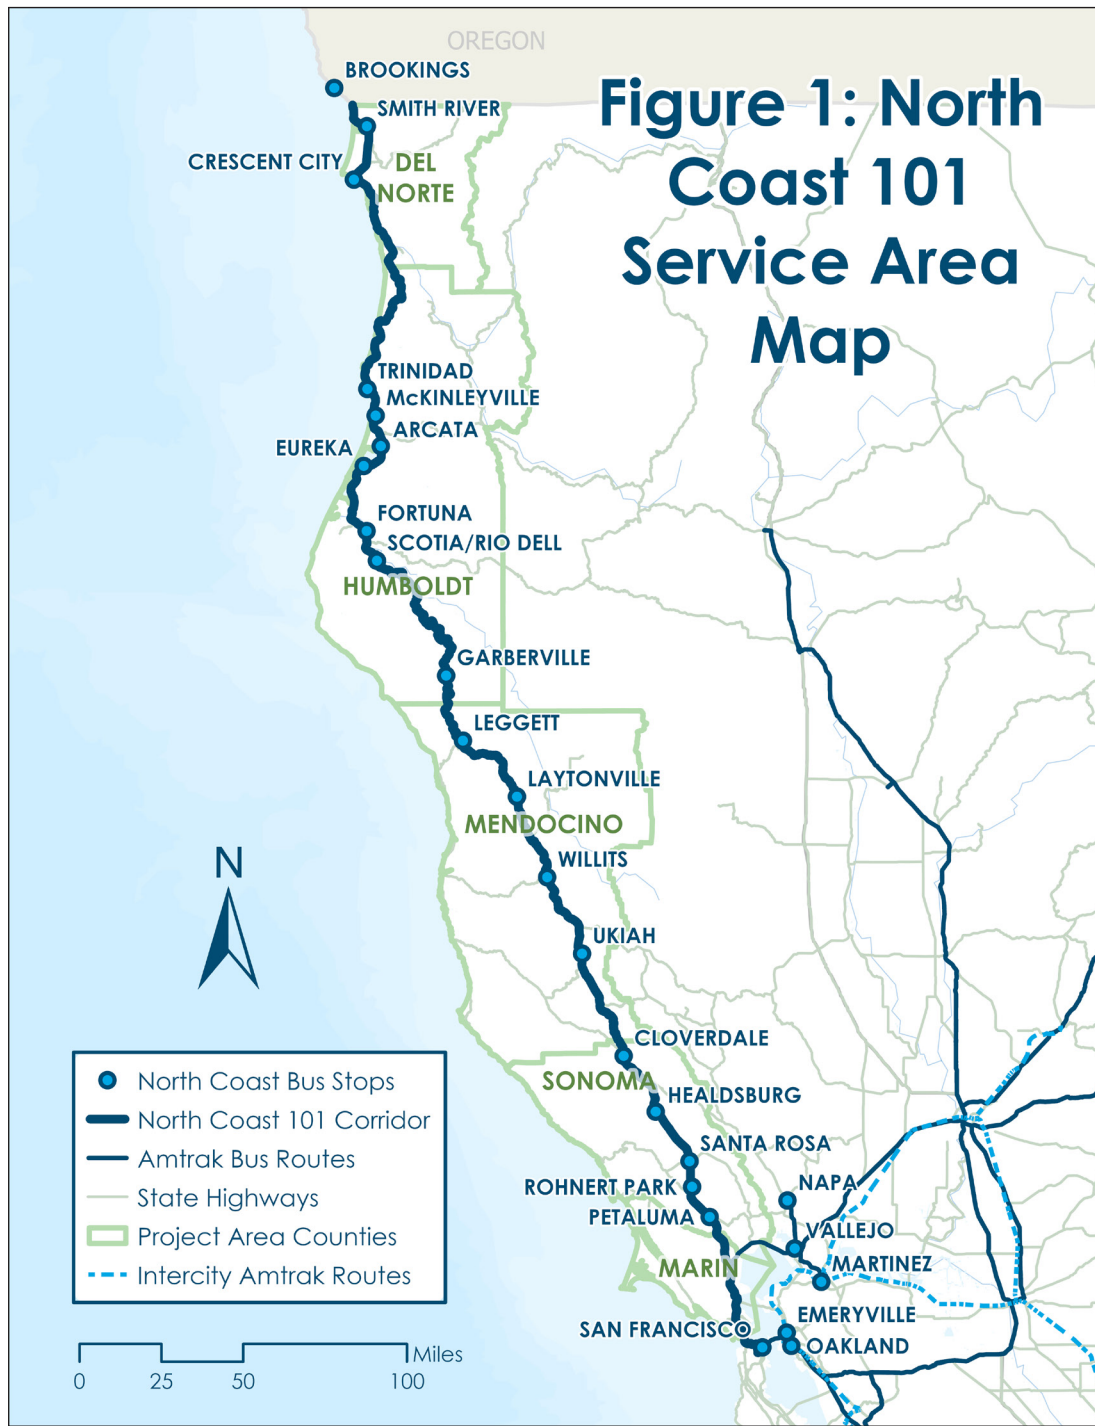 OREGON
Figure 1: North
Coast 101
Service Area
Map
BROOKINGS
SMITH RIVER
CRESCENT CITY
DEL
NORTE
TRINIDAD
McKINLEYVILLE
ARCATA
EUREKA
FORTUNA
SCOTIA/RIO DELL
HUMBOLDT
GARBERVILLE
LEGGETT
LAYTONVILLE
MENDOCINO
WILLITS
N
UKIAH
CLOVERDALE
SONOMA
HEALDSBURG
SANTA ROSA
ROHNERT PARK
NAPA
PETALUMA
VALLEJO
MARIN
MARTINEZ
EMERYVILLE
SAN FRANCISCO
OAKLAND
North Coast Bus Stops
North Coast 101 Corridor
Amtrak Bus Routes
State Highways
Project Area Counties
Intercity Amtrak Routes
Miles
0 25 50 100